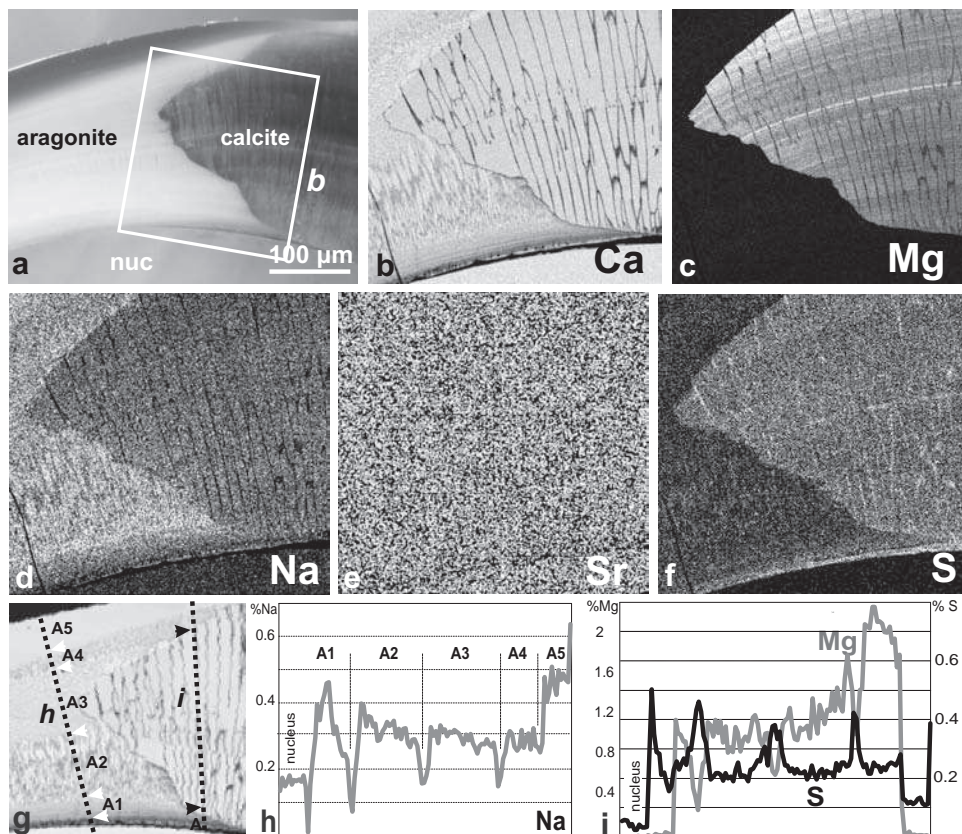 aragonite
calcite
b
nuc
100 µm
a
b
Ca
c
Mg
d
Na
e
Sr
f
S
A5
A4
A3
h
i
A2
A1
A
g
%Na
0.6
0.4
0.2
A1
A2
A3
A4
A5
nucleus
h
Na
%Mg
% S
2
1.6
1.2
0.8
0.4
0.6
0.4
0.2
Mg
S
nucleus
i